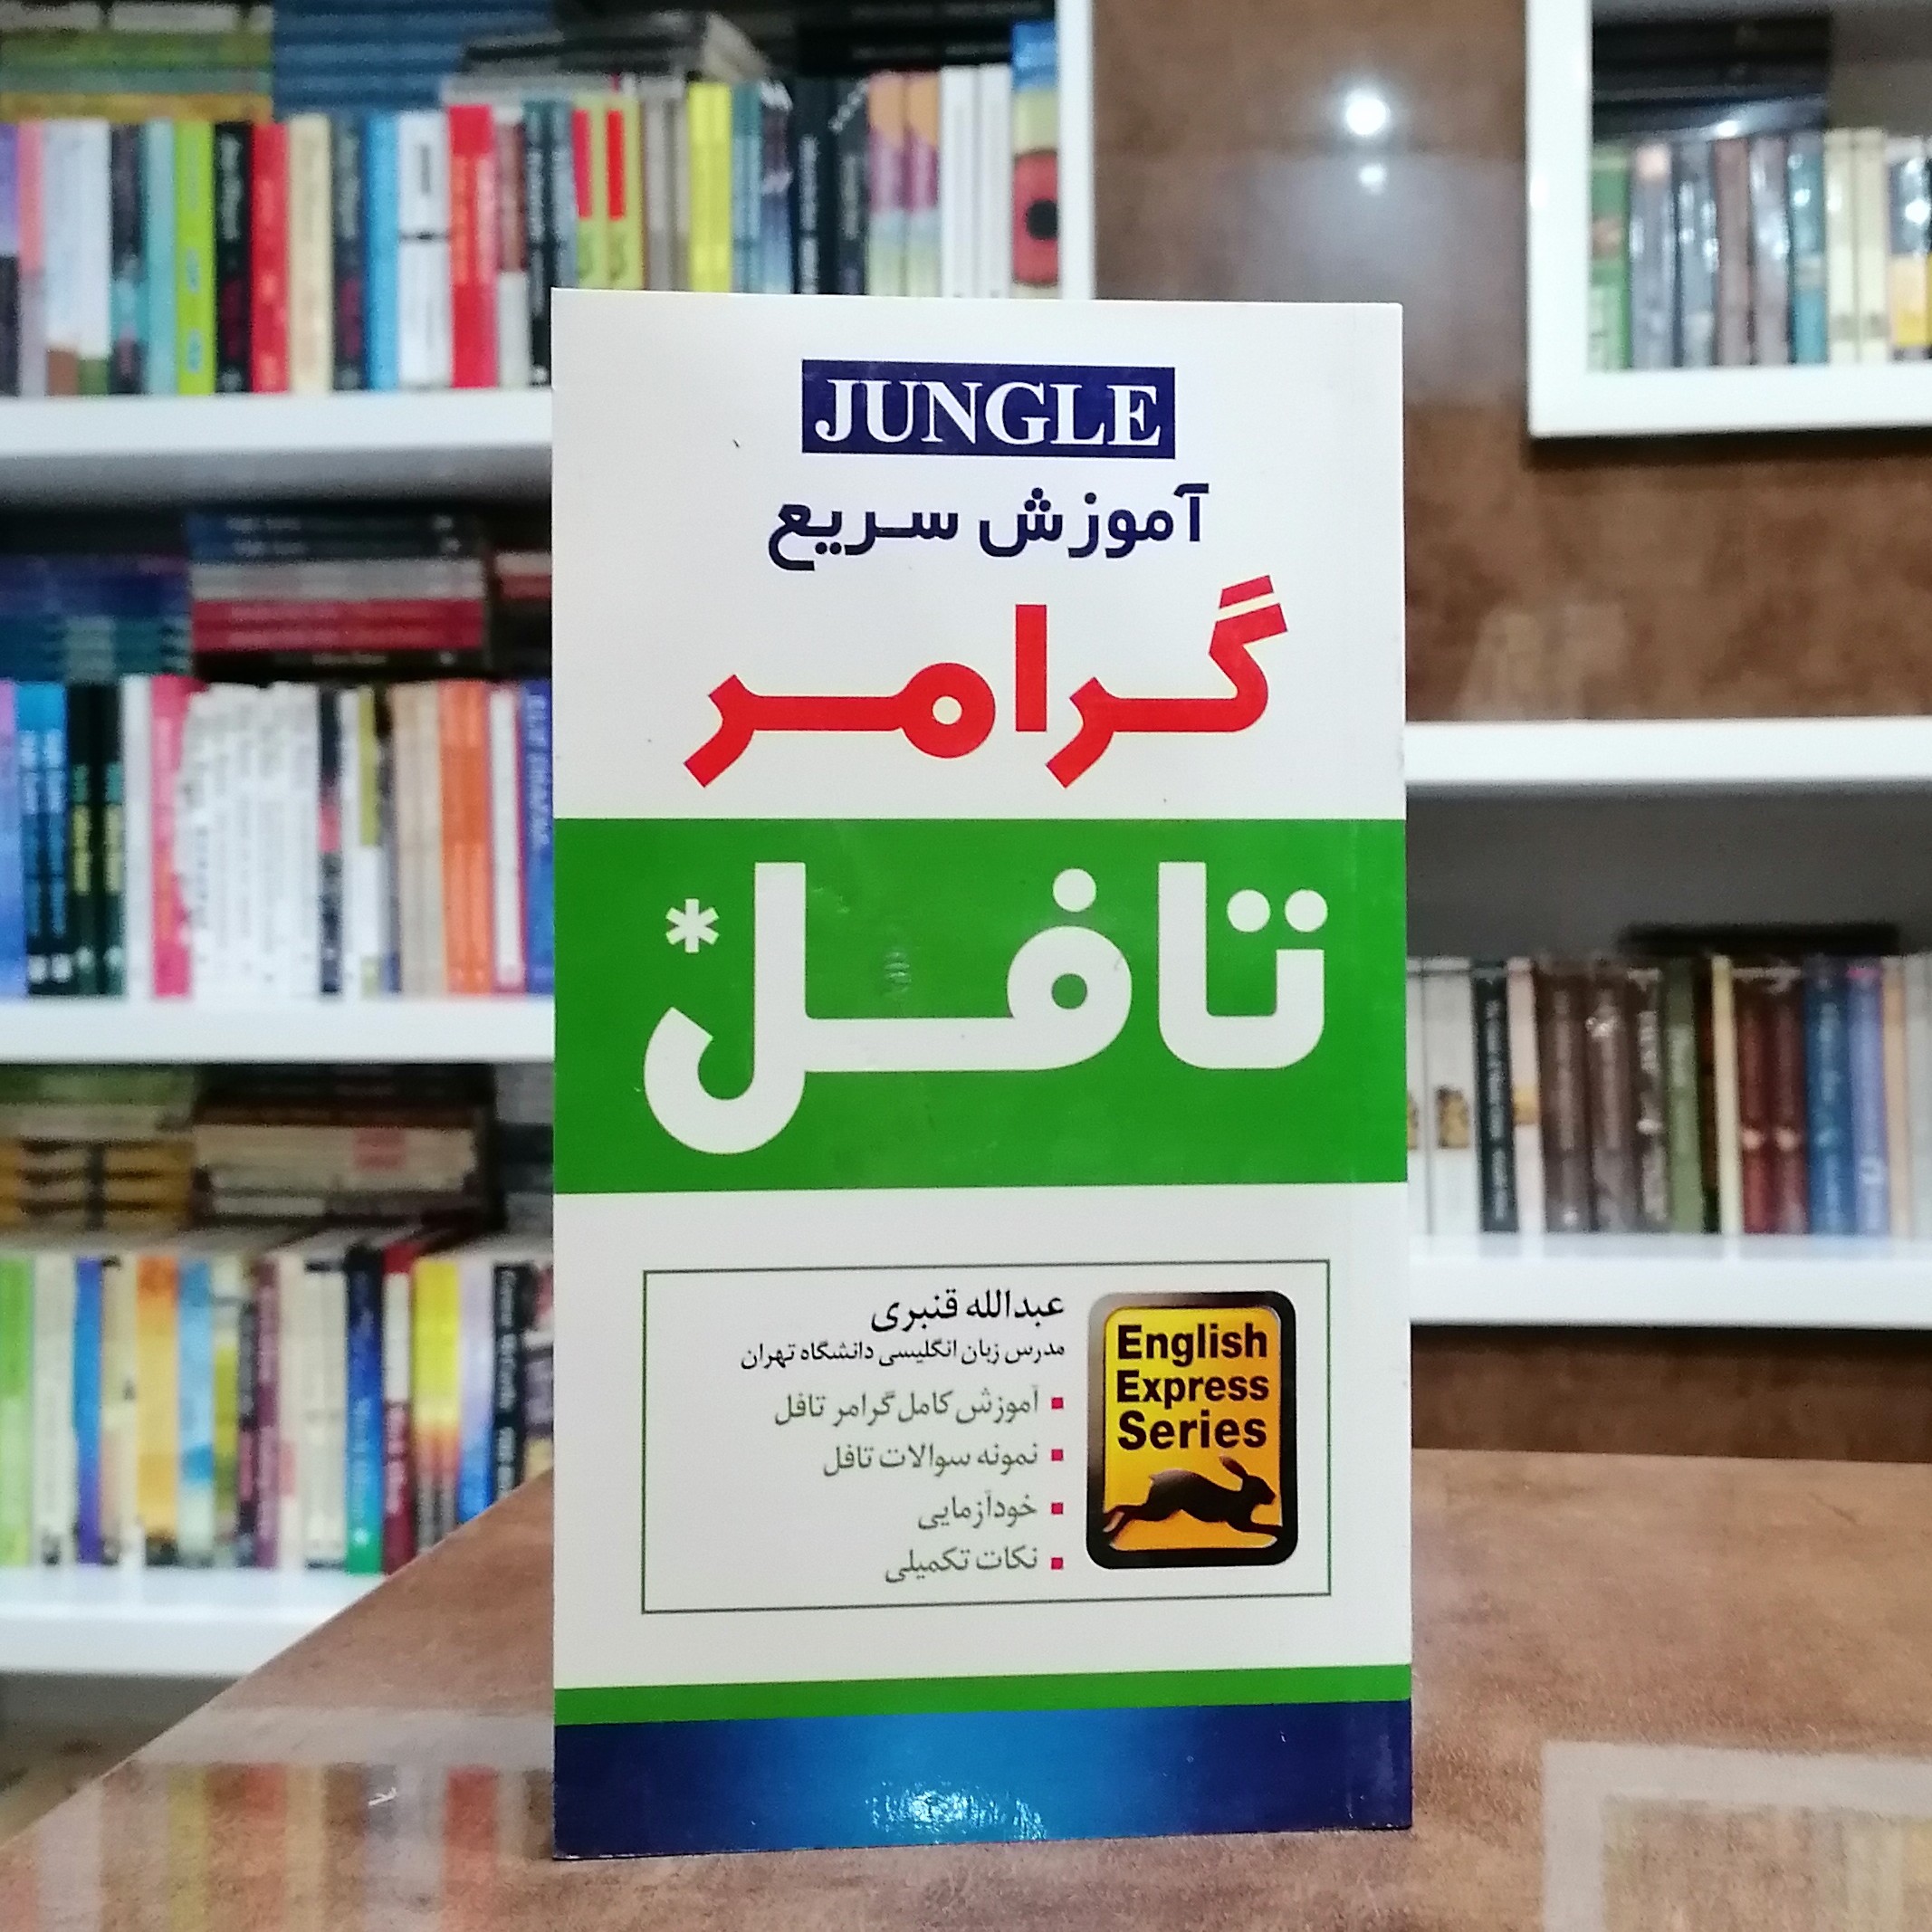 JUNGLE
آموزش سریع
گرامر
تافل*
عبدالله قنبری
مدرس زبان انگلیسی دانشگاه تهران
آموزش کامل گرامر تافل
نمونه سوالات تافل
خودآزمایی
نکات تکمیلی
English
Express
Series